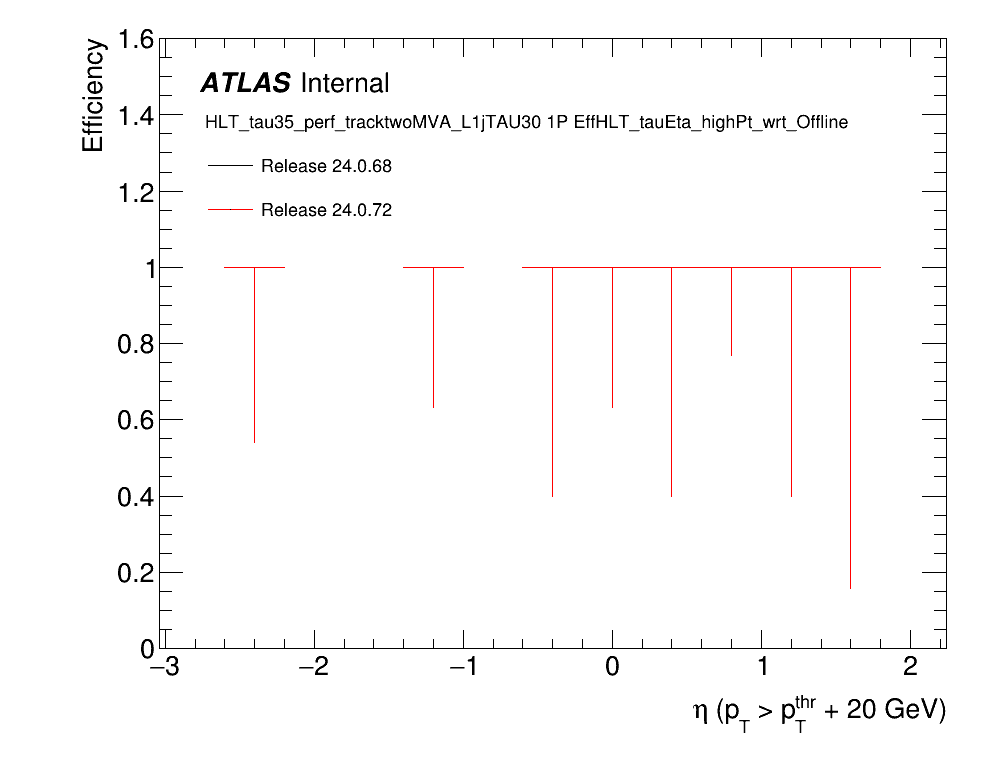 Efficiency
1.6
1.4
1.2
1
0.8
0.6
0.4
0.2
0
ATLAS Internal
HLT_tau35_perf_tracktwoMVA_L1jTAU30 1P EffHLT_tauEta_highPt_wrt_Offline
Release 24.0.68
Release 24.0.72
−3 −2 −1 0 1 2
η (p_T > p_T^thr + 20 GeV)